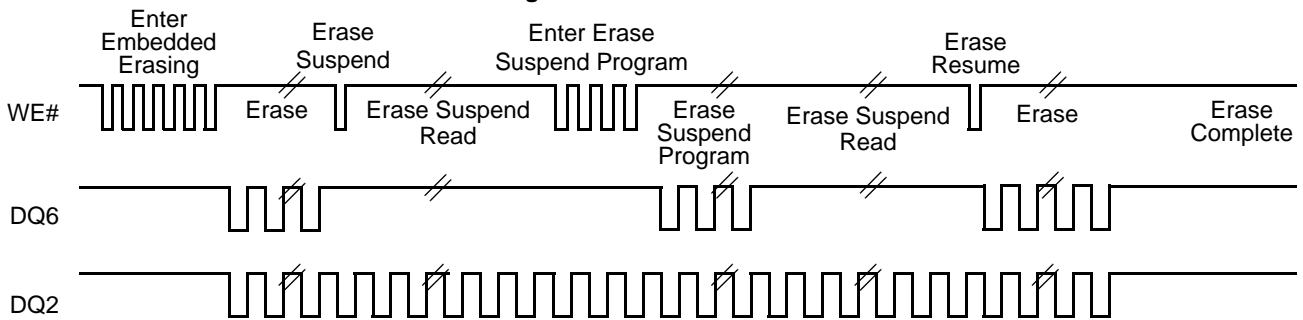 Enter
Embedded
Erasing
Erase
Suspend
Enter Erase
Suspend Program
Erase
Resume
WE#
Erase
Erase Suspend
Read
Erase
Suspend
Program
Erase Suspend
Read
Erase
Erase
Complete
DQ6
DQ2